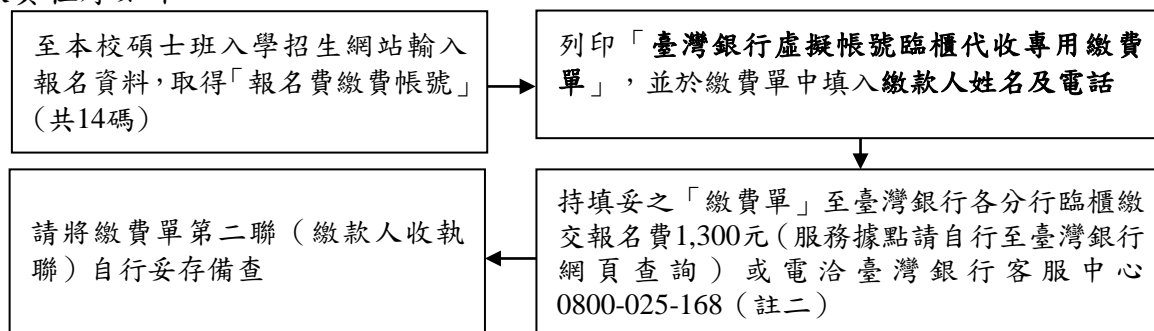 至本校碩士班入學招生網站輸入
報名資料，取得「報名費繳費帳號」
（共14碼）
列印「臺灣銀行虛擬帳號臨櫃代收專用繳費
單」，並於繳費單中填入繳款人姓名及電話
持填妥之「繳費單」至臺灣銀行各分行臨櫃繳
交報名費1,300元（服務據點請自行至臺灣銀行
網頁查詢）或電洽臺灣銀行客服中心
0800-025-168（註二）
請將繳費單第二聯（繳款人收執
聯）自行妥存備查